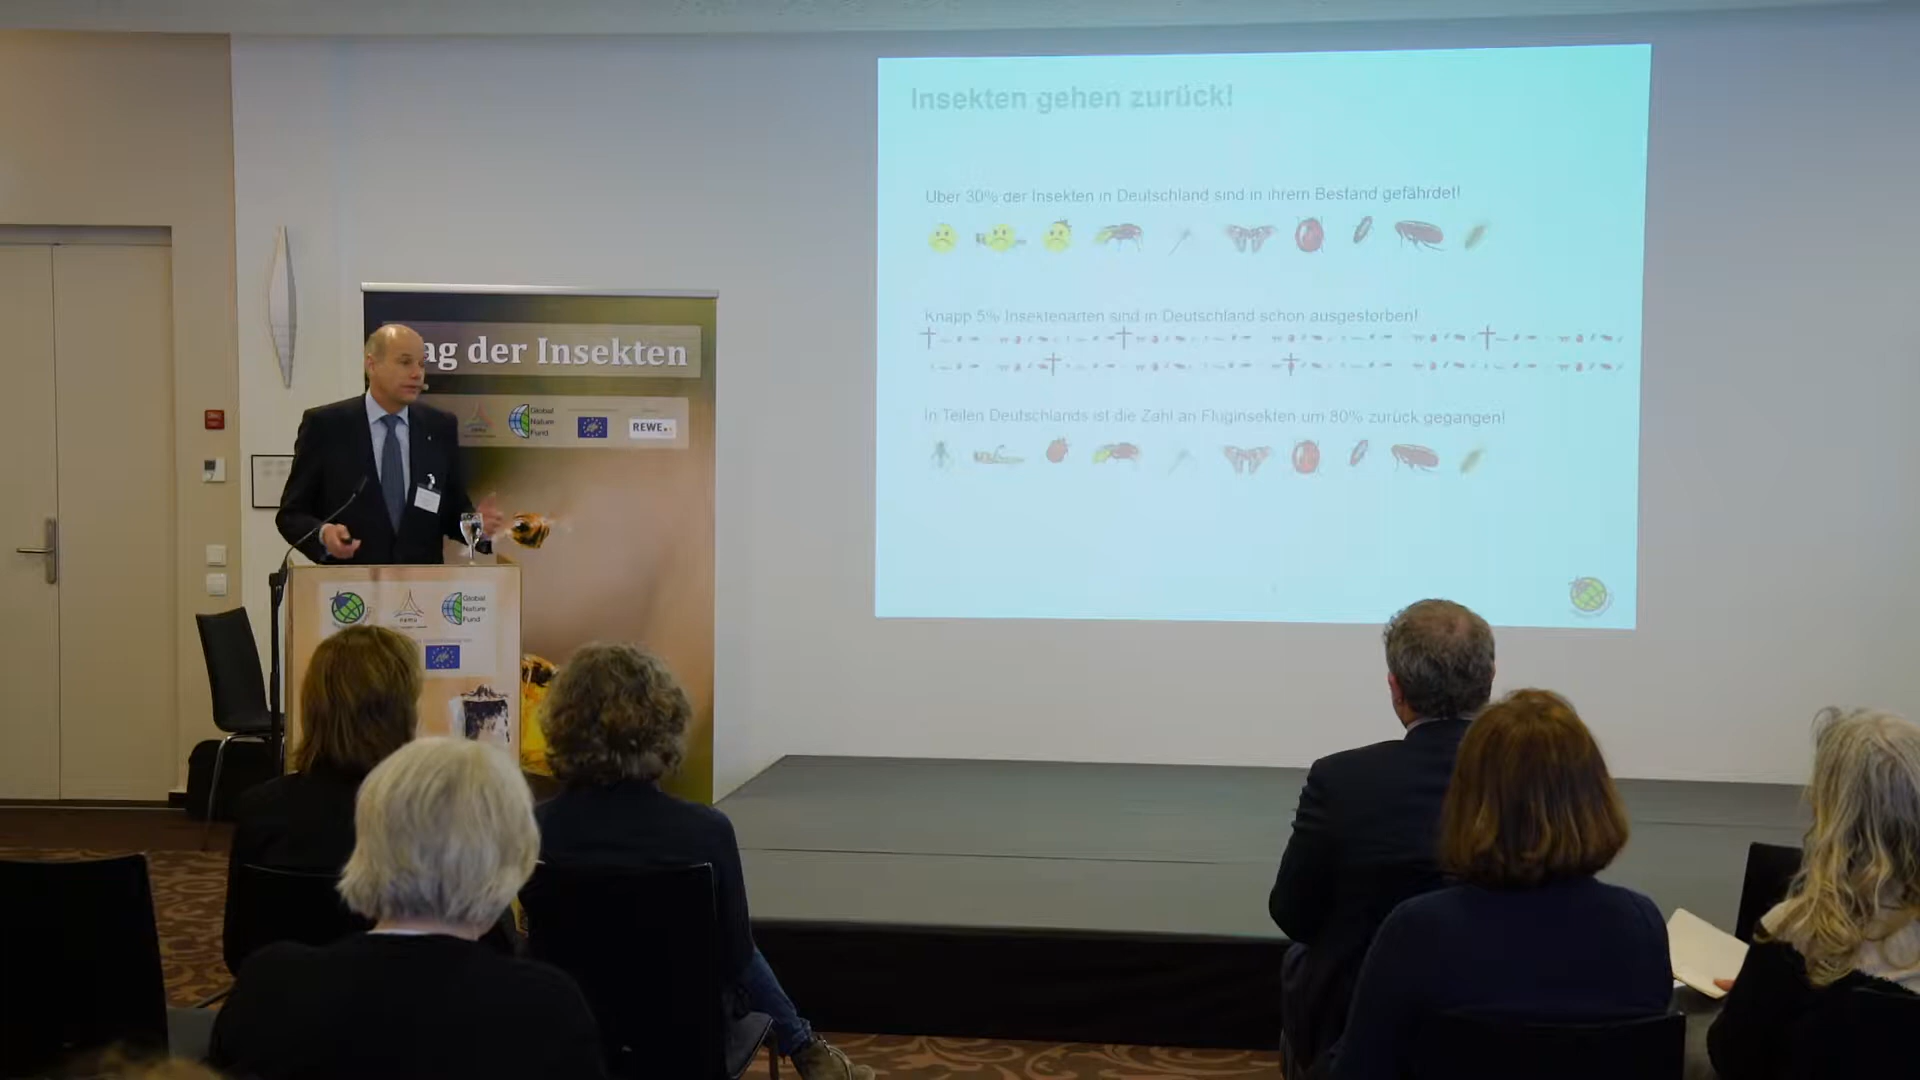 Insekten gehen zurück!
Über 30% der Insekten in Deutschland sind in ihrem Bestand gefährdet!
Knapp 5% Insektenarten sind in Deutschland schon ausgestorben!
In Teilen Deutschlands ist die Zahl an Fluginsekten um 80% zurück gegangen!
ag der Insekten
Global
Nature
Fund
REWE
Global
Nature
Fund